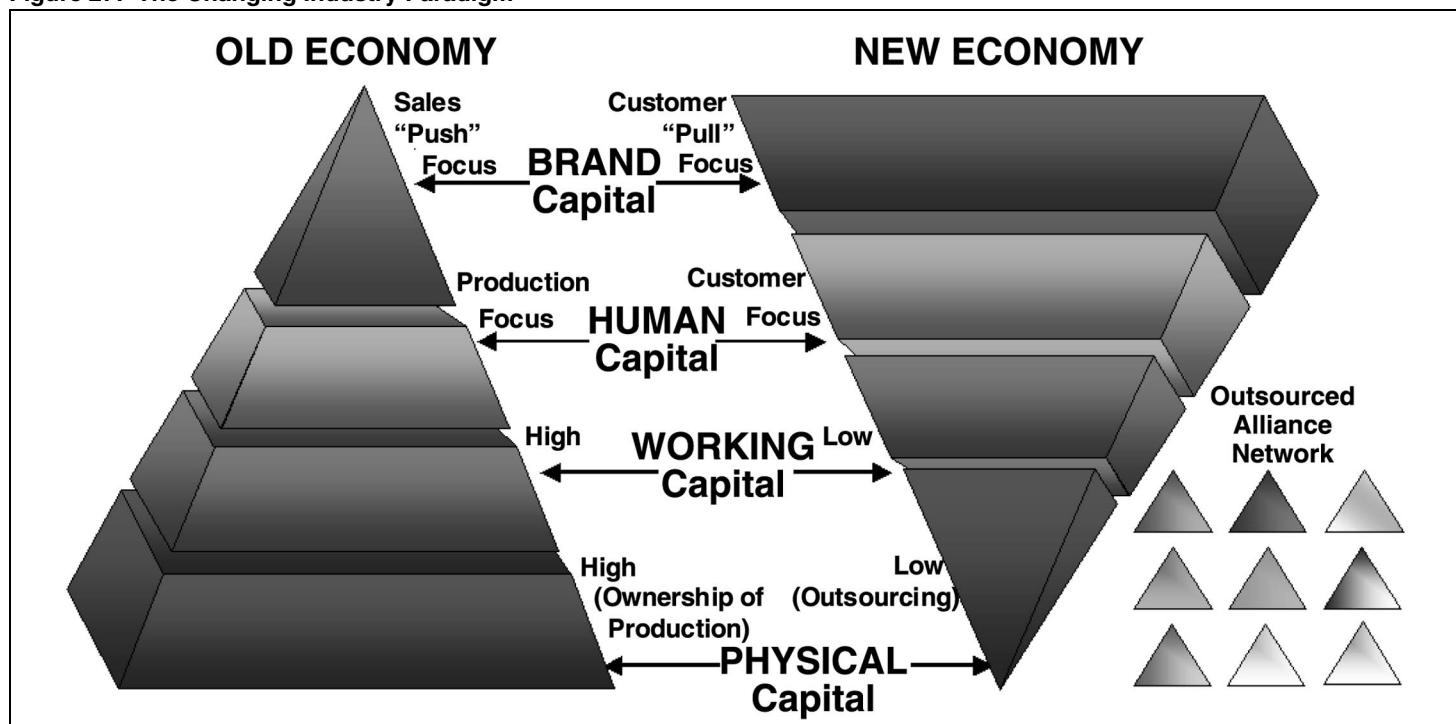 OLD ECONOMY
NEW ECONOMY
Sales
“Push”
Focus
BRAND
Capital
Customer
“Pull”
Focus
Production
Focus
HUMAN
Capital
Customer
Focus
High
WORKING
Capital
Low
High
(Ownership of
Production)
PHYSICAL
Capital
Low
(Outsourcing)
Outsourced
Alliance
Network